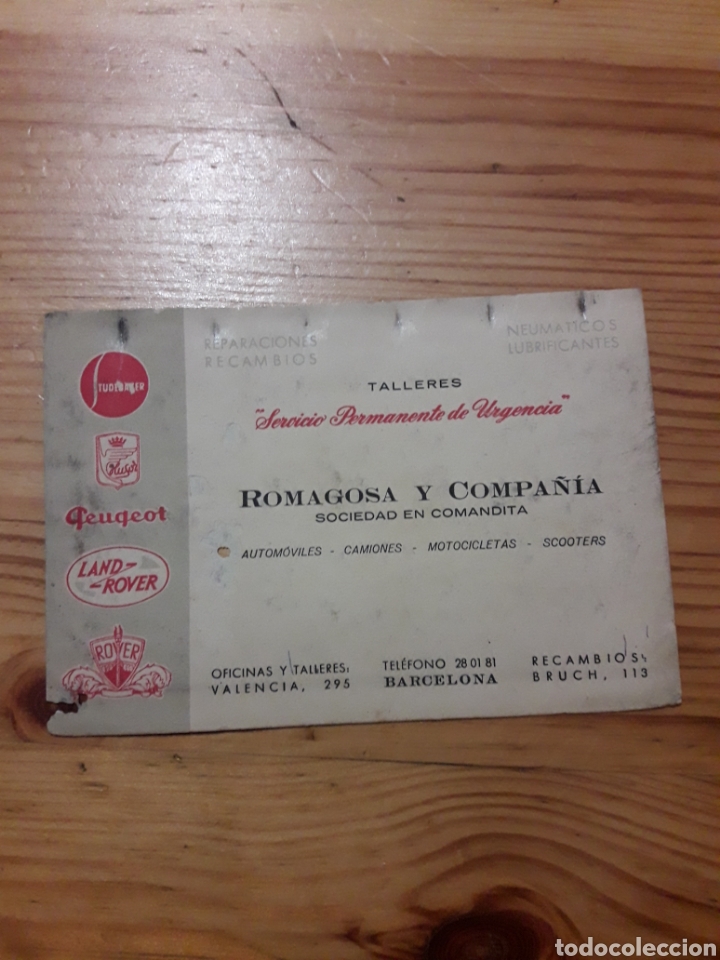 REPARACIONES
RECAMBIOS
NEUMATICOS
LUBRIFICANTES
TALLERES
"Servicio Permanente de Urgencia"
STUDEBAKER
Peugeot
LAND-
-ROVER
ROVER
ROMAGOSA Y COMPAÑÍA
SOCIEDAD EN COMANDITA
AUTOMÓVILES - CAMIONES - MOTOCICLETAS - SCOOTERS
OFICINAS Y TALLERES:
VALENCIA, 295
TELÉFONO 28 01 81
BARCELONA
RECAMBIOS:
BRUCH, 113
todocoleccion